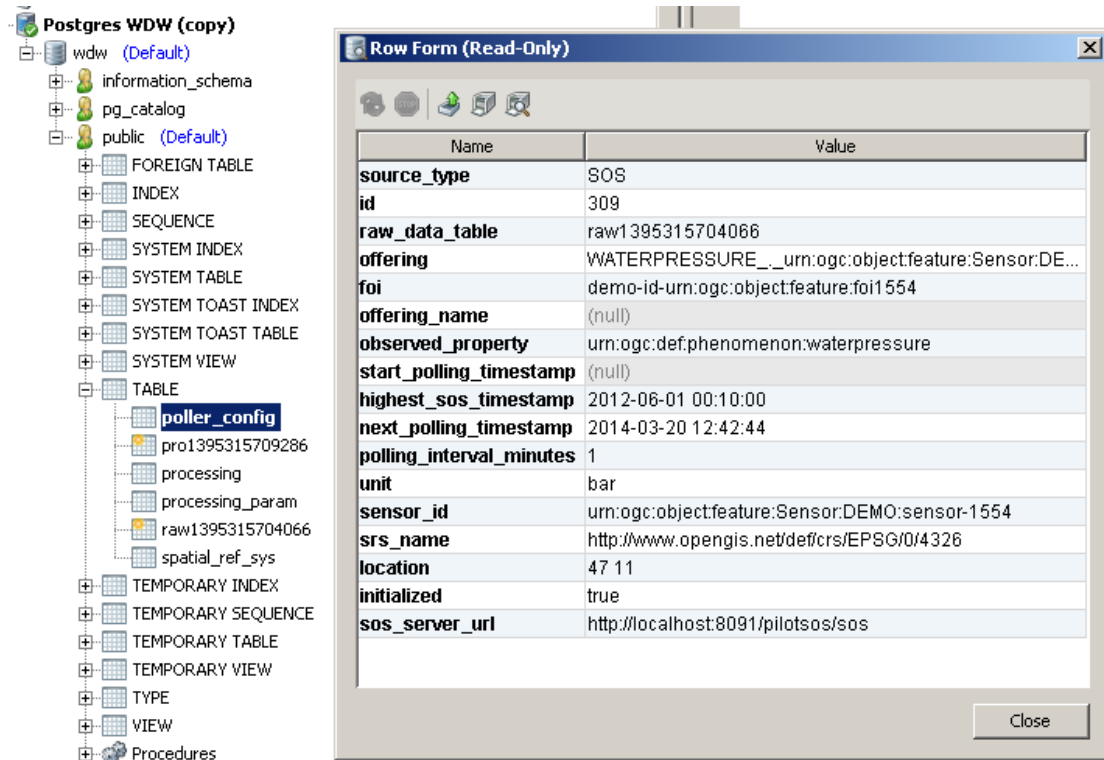 Postgres WDW (copy)
wdw (Default)
information_schema
pg_catalog
public (Default)
FOREIGN TABLE
INDEX
SEQUENCE
SYSTEM INDEX
SYSTEM TABLE
SYSTEM TOAST INDEX
SYSTEM TOAST TABLE
SYSTEM VIEW
TABLE
poller_config
pro1395315709286
processing
processing_param
raw1395315704066
spatial_ref_sys
TEMPORARY INDEX
TEMPORARY SEQUENCE
TEMPORARY TABLE
TEMPORARY VIEW
TYPE
VIEW
Procedures
Row Form (Read-Only)
STOP
Name Value
source_type SOS
id 309
raw_data_table raw1395315704066
offering WATERPRESSURE_._urn:ogc:object:feature:Sensor:DE...
foi demo-id-urn:ogc:object:feature:foi1554
offering_name (null)
observed_property urn:ogc:def:phenomenon:waterpressure
start_polling_timestamp (null)
highest_sos_timestamp 2012-06-01 00:10:00
next_polling_timestamp 2014-03-20 12:42:44
polling_interval_minutes 1
unit bar
sensor_id urn:ogc:object:feature:Sensor:DEMO:sensor-1554
srs_name http://www.opengis.net/def/crs/EPSG/0/4326
location 47 11
initialized true
sos_server_url http://localhost:8091/pilotsos/sos
Close